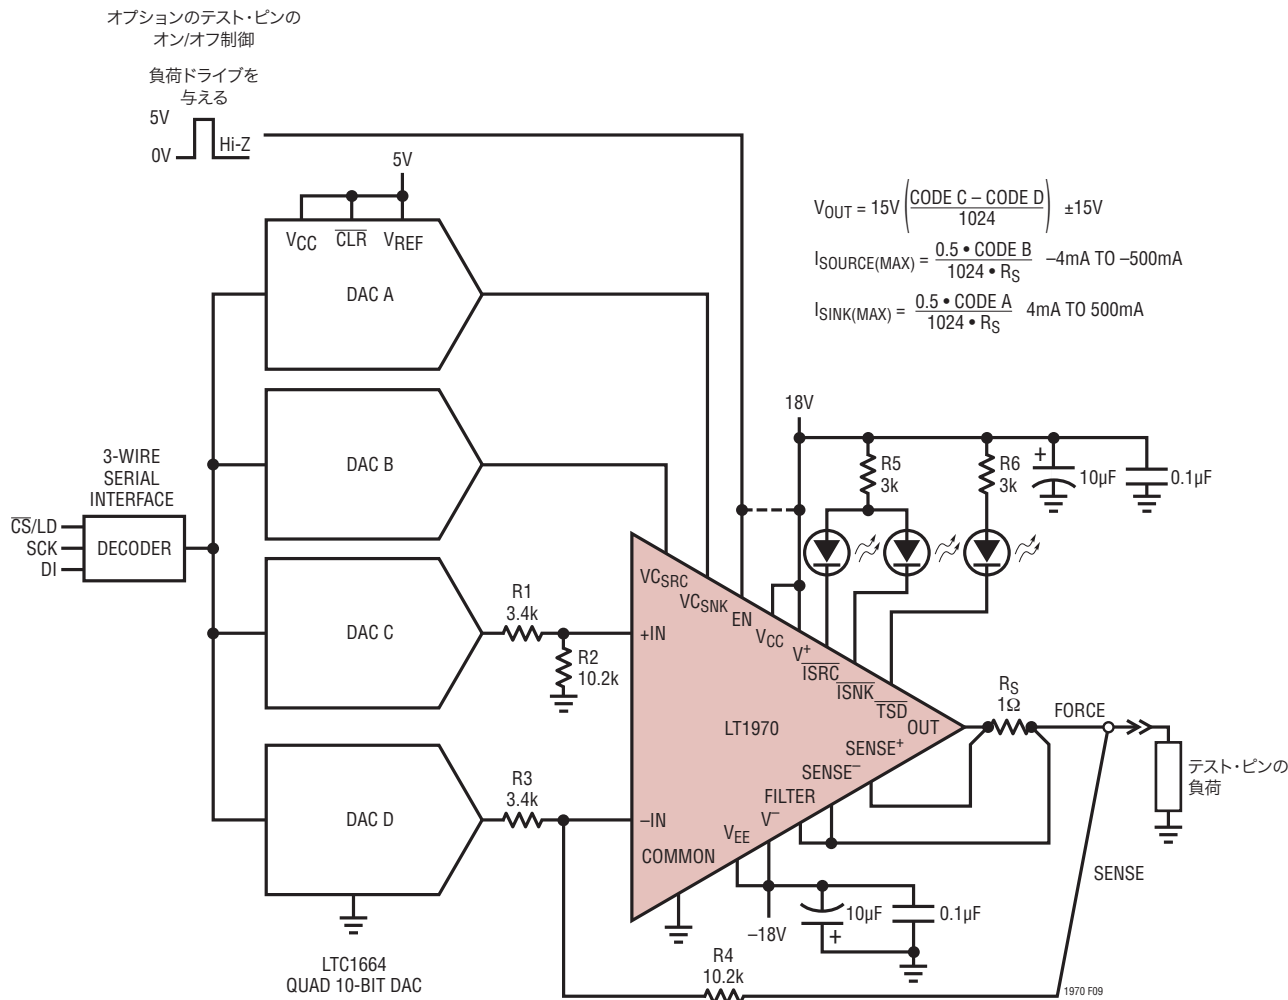 オプションのテスト・ピンの
オン/オフ制御
負荷ドライブを
与える
5V
0V
Hi-Z
5V
VCC
CLR
VREF
DAC A
VOUT = 15V (CODE C – CODE D / 1024) ±15V
ISOURCE(MAX) = 0.5 • CODE B / 1024 • RS –4mA TO –500mA
ISINK(MAX) = 0.5 • CODE A / 1024 • RS 4mA TO 500mA
18V
DAC B
R5
3k
R6
3k
+
10µF
0.1µF
3-WIRE
SERIAL
INTERFACE
CS/LD
SCK
DI
DECODER
DAC C
R1
3.4k
R2
10.2k
VCSRC
VCSNK
EN
VCC
V+
ISRC
ISNK
TSD
OUT
+IN
LT1970
SENSE+
SENSE–
FILTER
V–
VEE
–IN
COMMON
RS
1Ω
FORCE
テスト・ピンの
負荷
SENSE
DAC D
R3
3.4k
10µF
+
0.1µF
–18V
R4
10.2k
LTC1664
QUAD 10-BIT DAC
1970 F09